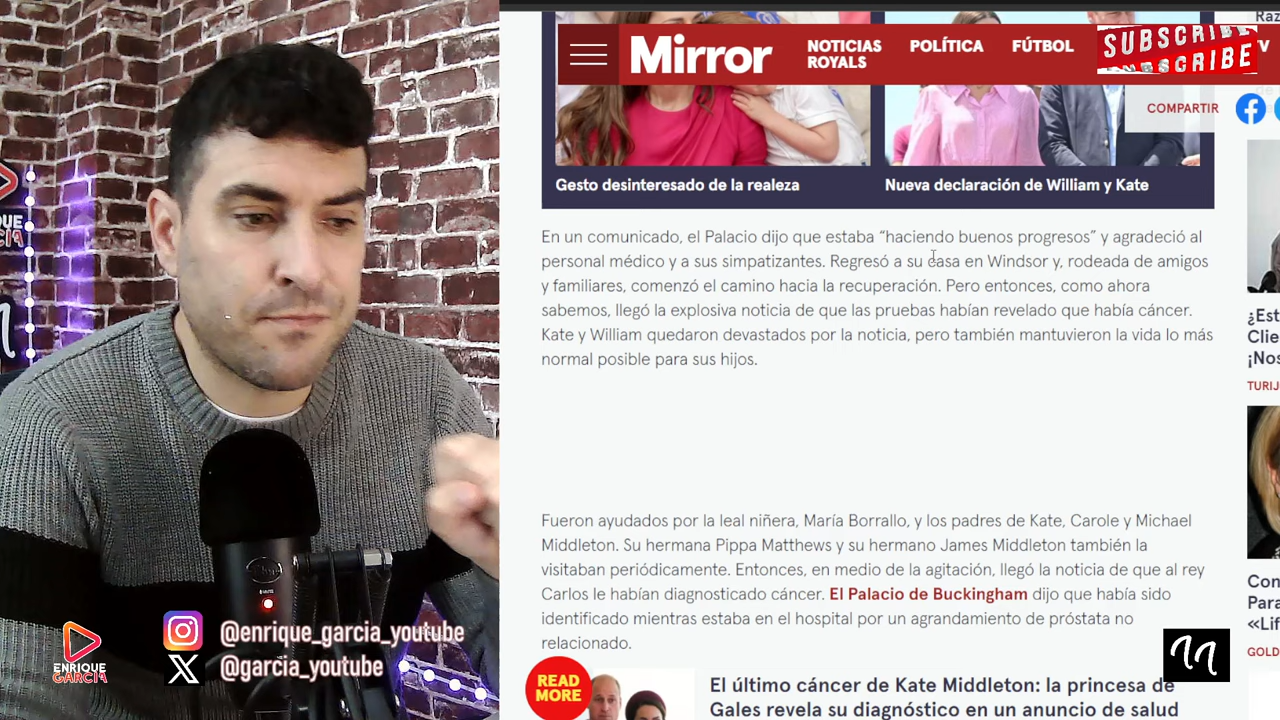 Mirror
NOTICIAS
ROYALS
POLÍTICA
FÚTBOL
SUBSCRIBE
SCRIBE
V
COMPARTIR
Gesto desinteresado de la realeza
Nueva declaración de William y Kate
En un comunicado, el Palacio dijo que estaba “haciendo buenos progresos” y agradeció al
personal médico y a sus simpatizantes. Regresó a su casa en Windsor y, rodeada de amigos
y familiares, comenzó el camino hacia la recuperación. Pero entonces, como ahora
sabemos, llegó la explosiva noticia de que las pruebas habían revelado que había cáncer.
Kate y William quedaron devastados por la noticia, pero también mantuvieron la vida lo más
normal posible para sus hijos.
Fueron ayudados por la leal niñera, María Borrallo, y los padres de Kate, Carole y Michael
Middleton. Su hermana Pippa Matthews y su hermano James Middleton también la
visitaban periódicamente. Entonces, en medio de la agitación, llegó la noticia de que al rey
Carlos le habían diagnosticado cáncer. El Palacio de Buckingham dijo que había sido
identificado mientras estaba en el hospital por un agrandamiento de próstata no
relacionado.
READ
MORE
El último cáncer de Kate Middleton: la princesa de
Gales revela su diagnóstico en un anuncio de salud
¿Est
Clie
¡Nos
TURIJ
Con
Para
«Lif
GOLD
@enrique_garcia_youtube
@garcia_youtube
ENRIQUE
GARCIA